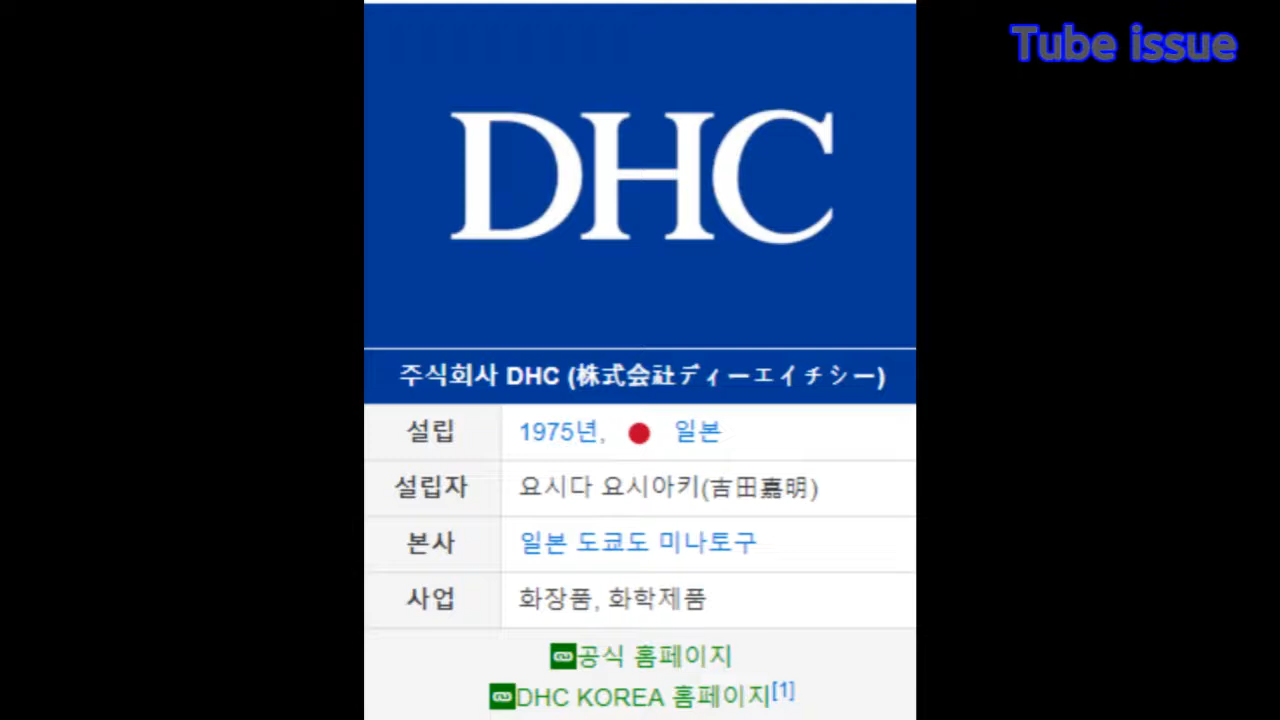 Tube issue
DHC
주식회사 DHC (株式会社ディーエイチシー)
설립 1975년, 일본
설립자 요시다 요시아키(吉田嘉明)
본사 일본 도쿄도 미나토구
사업 화장품, 화학제품
공식 홈페이지
DHC KOREA 홈페이지[1]